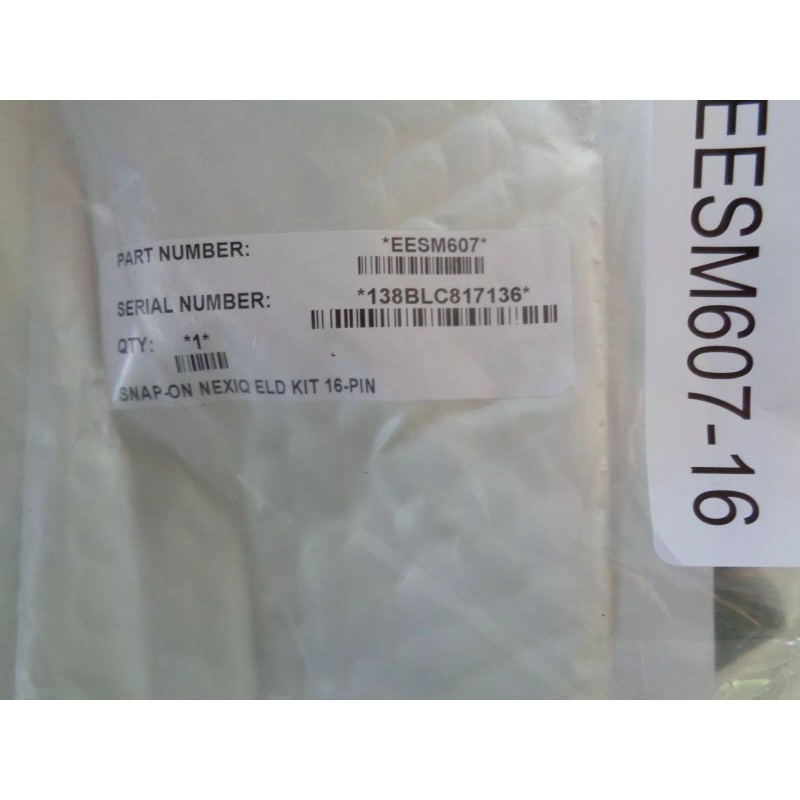 PART NUMBER: *EESM607*
SERIAL NUMBER: *138BLC817136*
QTY: *1*
SNAP-ON NEXIQ ELD KIT 16-PIN
EESM607-16